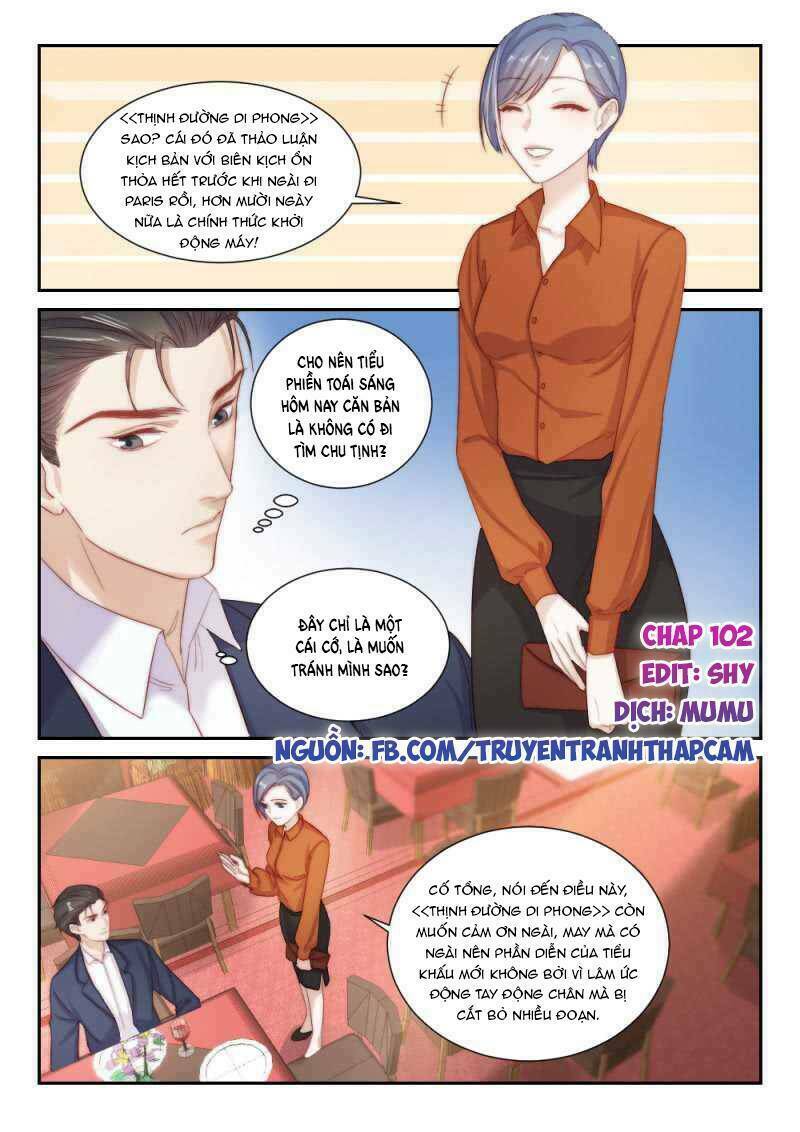 <<THỊNH ĐƯỜNG DI PHONG>>
SAO? CÁI ĐÓ ĐÃ THẢO LUẬN
KỊCH BẢN VỚI BIÊN KỊCH ỔN
THỎA HẾT TRƯỚC KHI NGÀI ĐI
PARIS RỒI, HƠN MƯỜI NGÀY
NỮA LÀ CHÍNH THỨC KHỞI
ĐỘNG MÁY!
CHO NÊN TIỂU
PHIỀN TOÁI SÁNG
HÔM NAY CĂN BẢN
LÀ KHÔNG CÓ ĐI
TÌM CHU TỊNH?
ĐÂY CHỈ LÀ MỘT
CÁI CỚ, LÀ MUỐN
TRÁNH MÌNH SAO?
CHAP 102
EDIT: SHY
DỊCH: MUMU
NGUỒN: FB.COM/TRUYENTRANHTHAPCAM
CỐ TỔNG, NÓI ĐẾN ĐIỀU NÀY,
<<THỊNH ĐƯỜNG DI PHONG>> CÒN
MUỐN CẢM ƠN NGÀI, MAY MÀ CÓ
NGÀI NÊN PHẦN DIỄN CỦA TIỂU
KHẤU MỚI KHÔNG BỞI VÌ LÂM ỨC
ĐỘNG TAY ĐỘNG CHÂN MÀ BỊ
CẮT BỎ NHIỀU ĐOẠN.